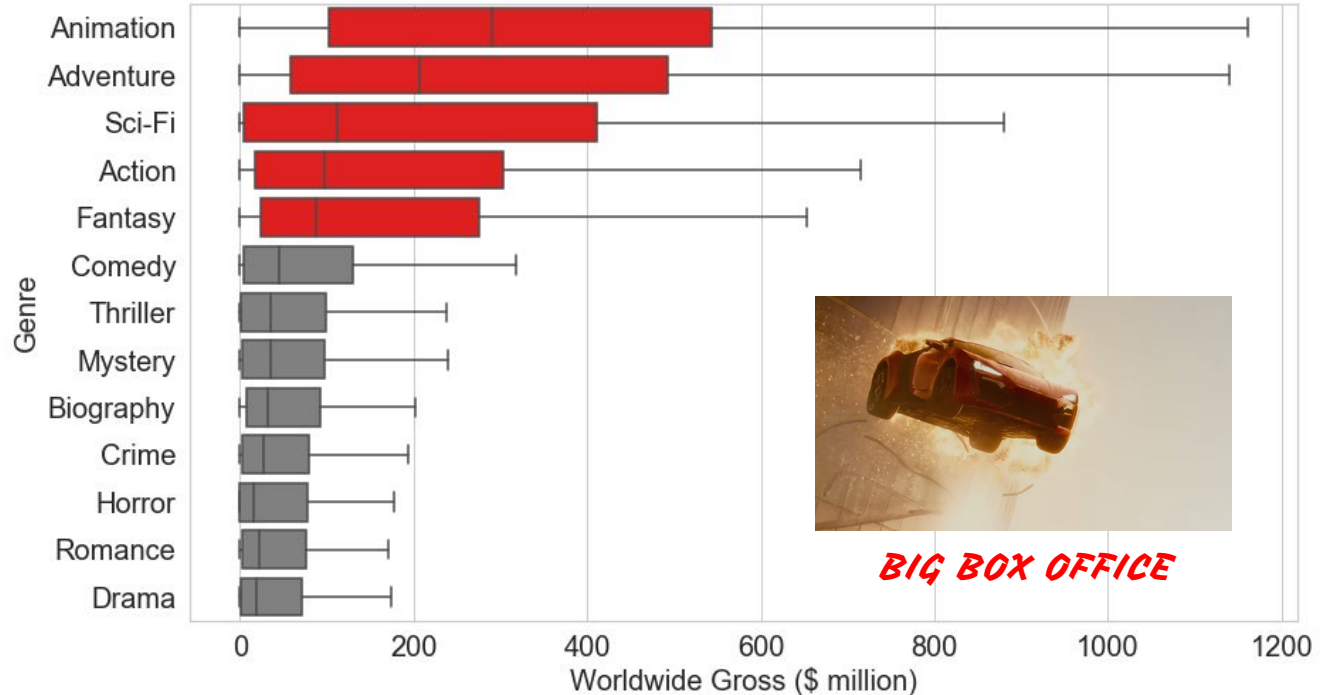 Animation
Adventure
Sci-Fi
Action
Fantasy
Comedy
Thriller
Mystery
Biography
Crime
Horror
Romance
Drama
Genre
BIG BOX OFFICE
0 200 400 600 800 1000 1200
Worldwide Gross ($ million)